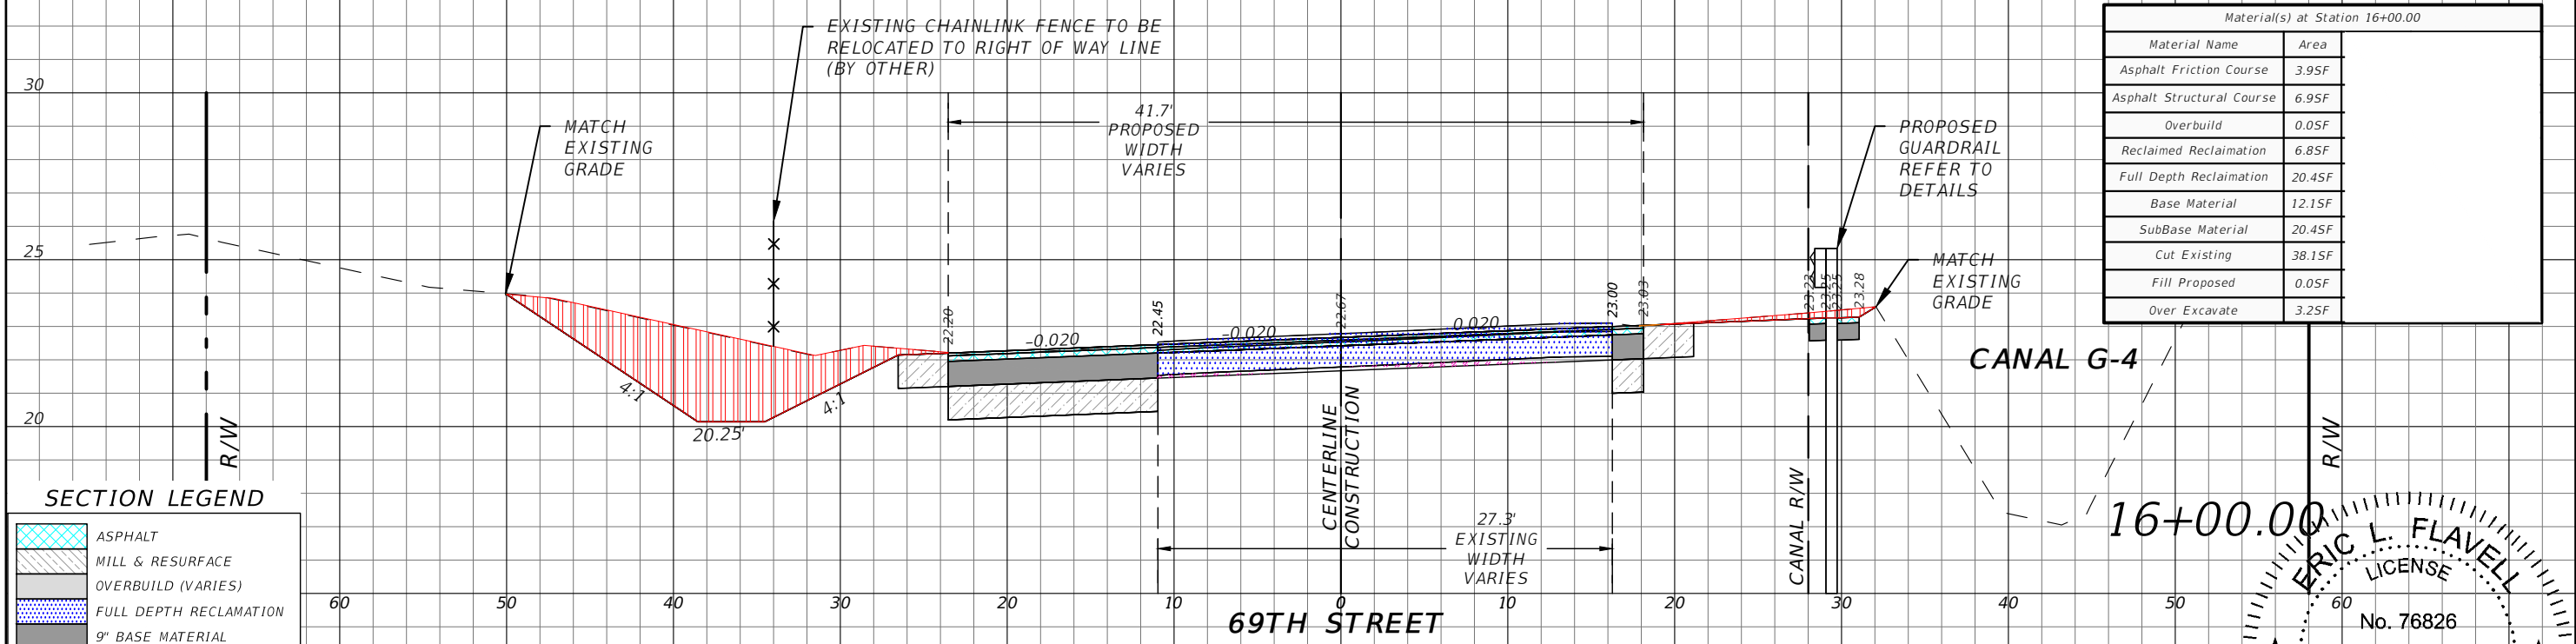 EXISTING CHAINLINK FENCE TO BE
RELOCATED TO RIGHT OF WAY LINE
(BY OTHER)
Material(s) at Station 16+00.00
Material Name Area
Asphalt Friction Course 3.9SF
Asphalt Structural Course 6.9SF
Overbuild 0.0SF
Reclaimed Reclaimation 6.8SF
Full Depth Reclaimation 20.4SF
Base Material 12.1SF
SubBase Material 20.4SF
Cut Existing 38.1SF
Fill Proposed 0.0SF
Over Excavate 3.2SF
30
25
20
MATCH
EXISTING
GRADE
41.7'
PROPOSED
WIDTH
VARIES
PROPOSED
GUARDRAIL
REFER TO
DETAILS
MATCH
EXISTING
GRADE
22.20
22.45
22.67
23.00
23.03
23.23
23.25
23.25
23.28
-0.020
-0.020
0.020
4:1
4:1
20.25'
CANAL G-4
R/W
CENTERLINE
CONSTRUCTION
CANAL R/W
R/W
27.3'
EXISTING
WIDTH
VARIES
16+00.00
SECTION LEGEND
ASPHALT
MILL & RESURFACE
OVERBUILD (VARIES)
FULL DEPTH RECLAMATION
9" BASE MATERIAL
60 50 40 30 20 10 0 10 20 30 40 50 60
69TH STREET
ERIC L. FLAVELL
LICENSE
No. 76826